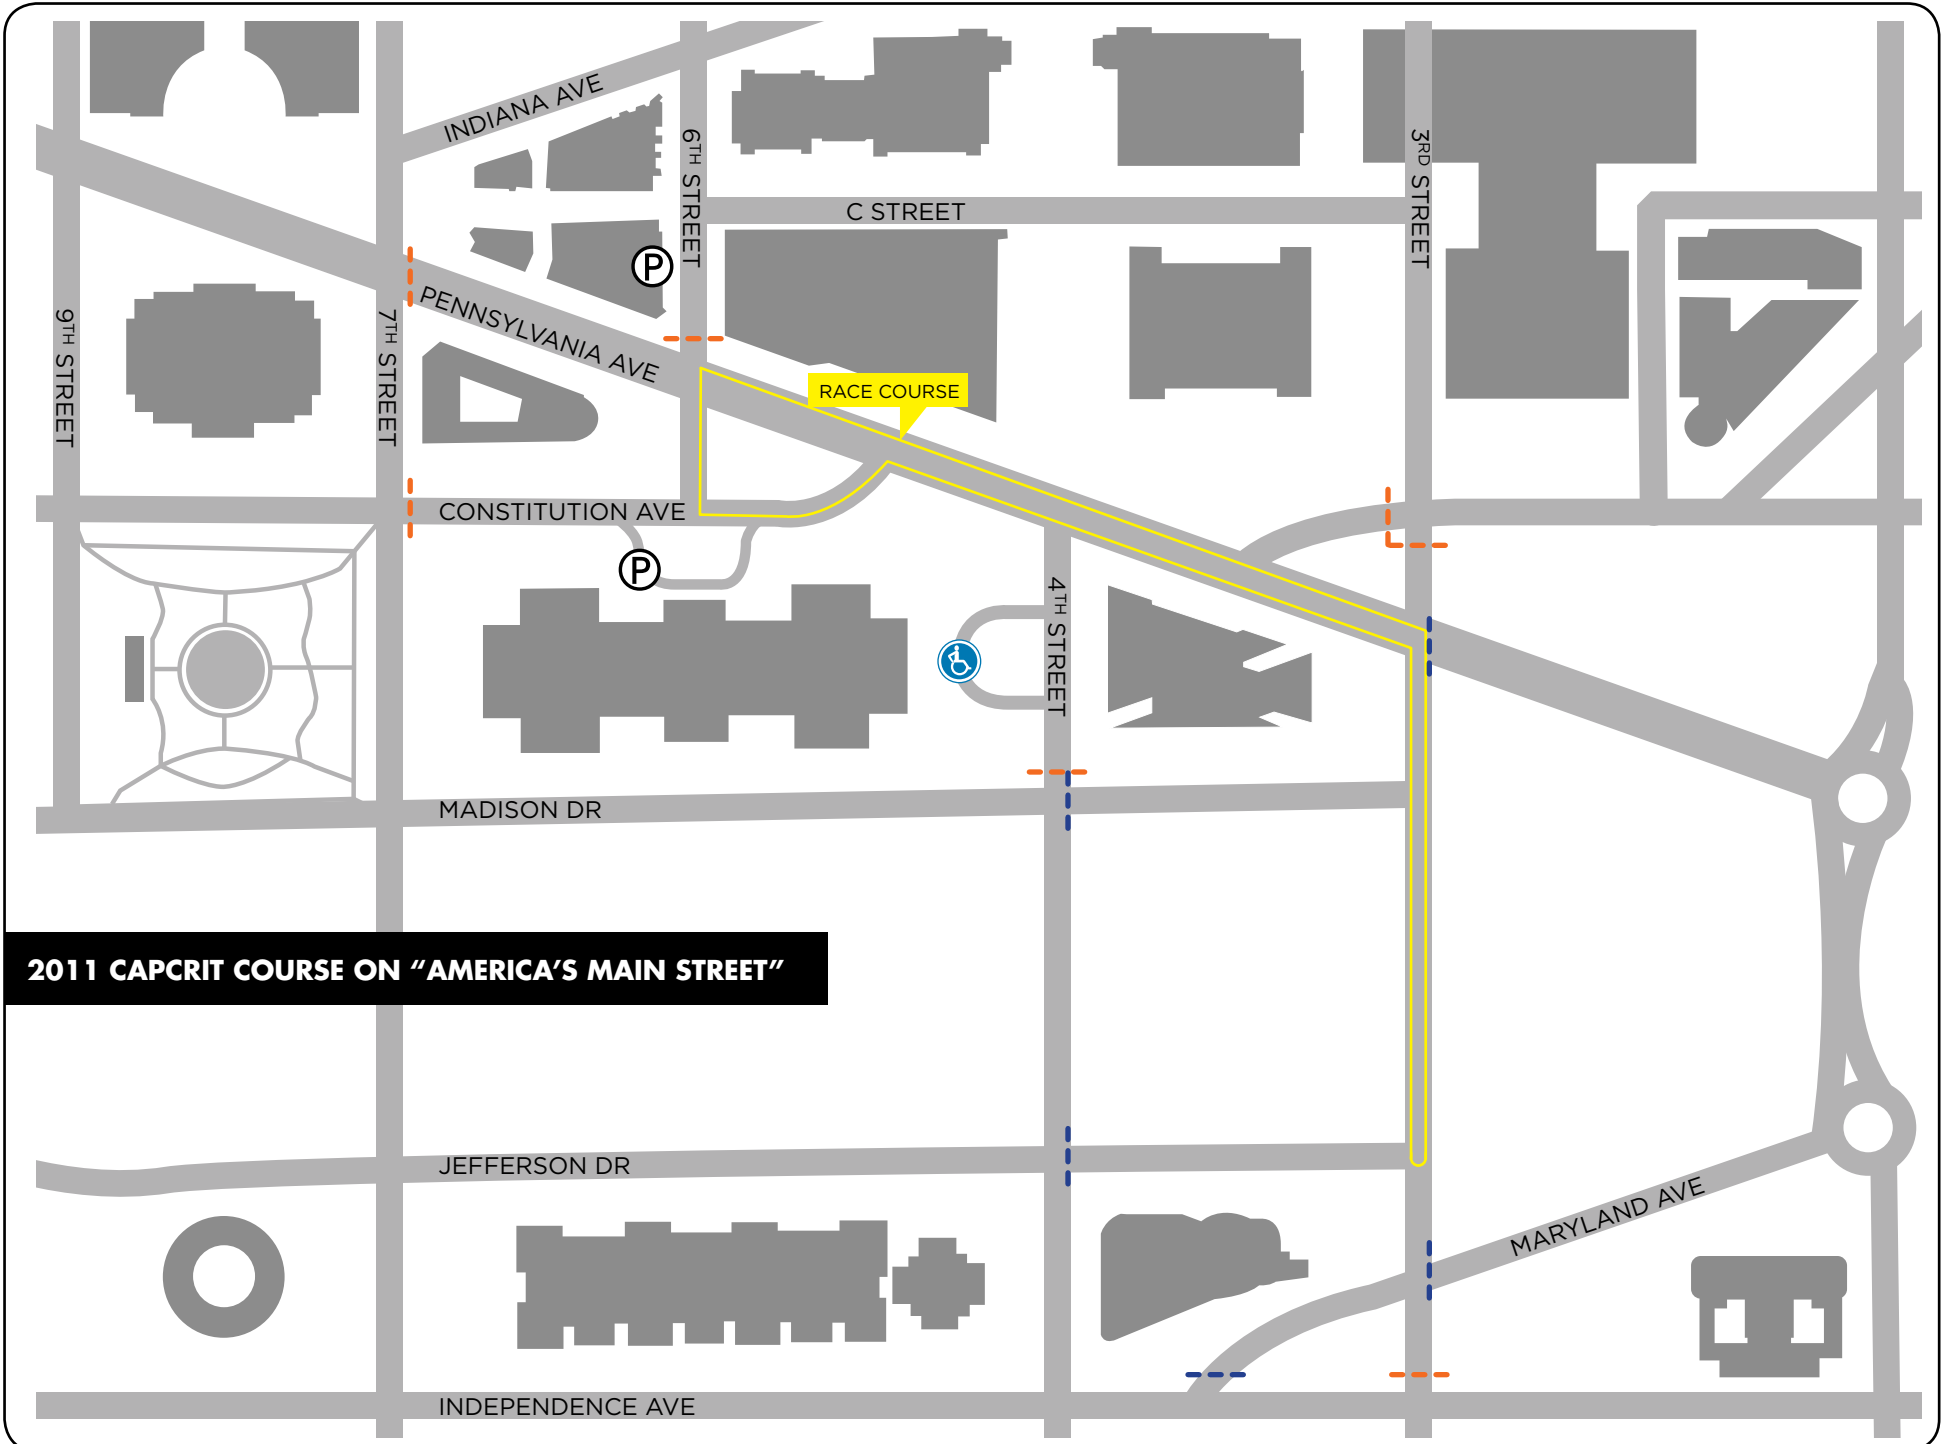 INDIANA AVE
6TH STREET
3RD STREET
C STREET
P
PENNSYLVANIA AVE
9TH STREET
7TH STREET
RACE COURSE
CONSTITUTION AVE
P
4TH STREET
MADISON DR
2011 CAPCRIT COURSE ON “AMERICA’S MAIN STREET”
JEFFERSON DR
MARYLAND AVE
INDEPENDENCE AVE